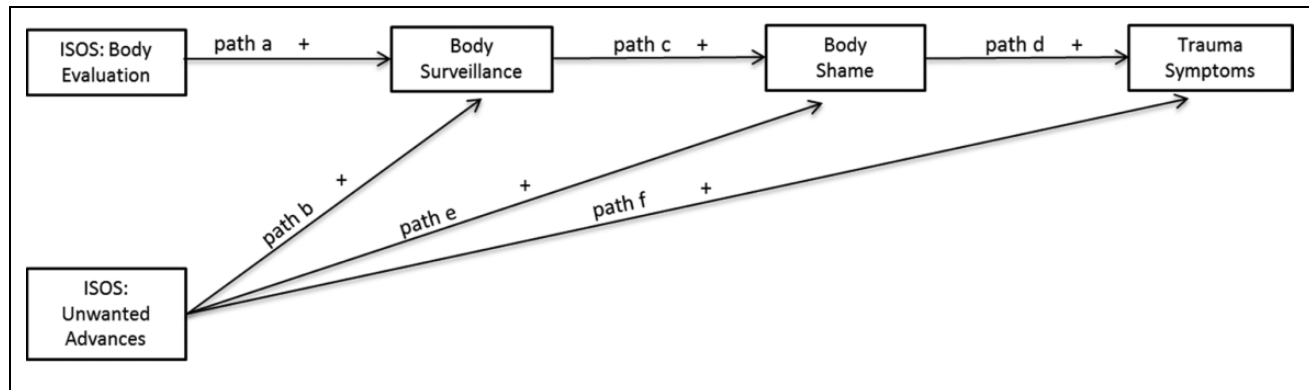 ISOS: Body
Evaluation
path a +
Body
Surveillance
path c +
Body
Shame
path d +
Trauma
Symptoms
path b +
path e +
path f +
ISOS:
Unwanted
Advances